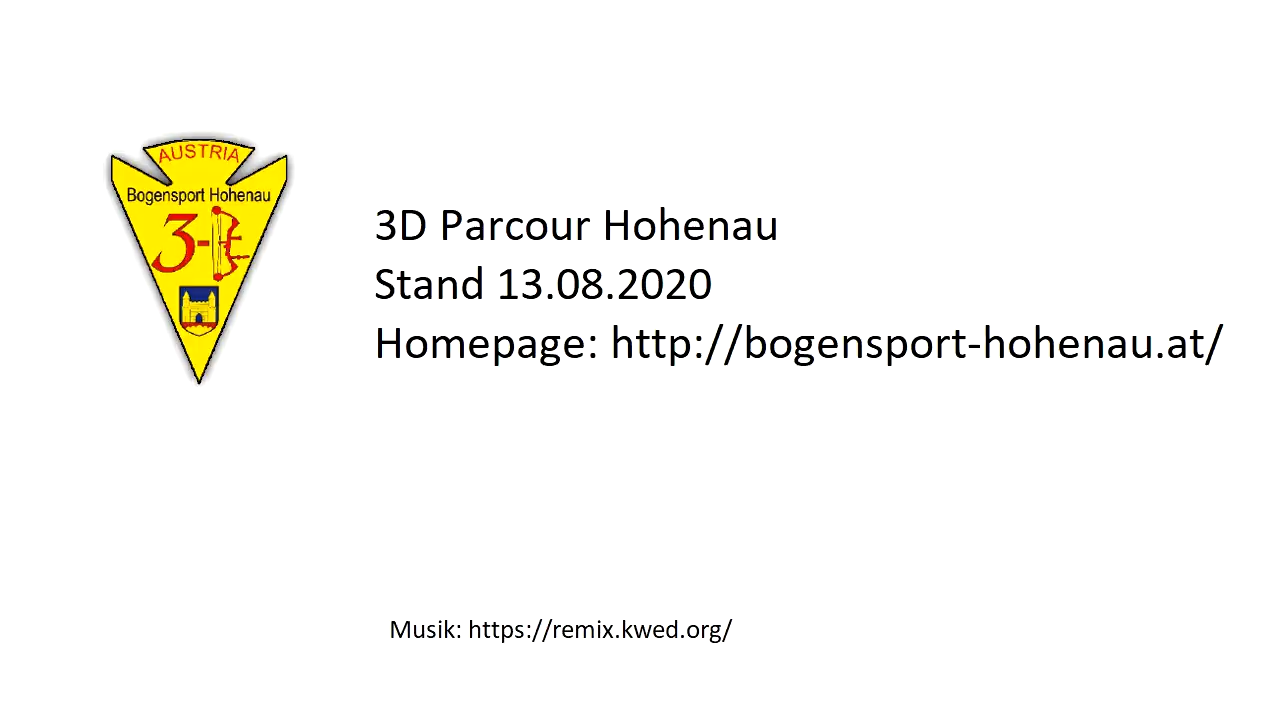 AUSTRIA
Bogensport Hohenau
3-D
3D Parcour Hohenau
Stand 13.08.2020
Homepage: http://bogensport-hohenau.at/
Musik: https://remix.kwed.org/